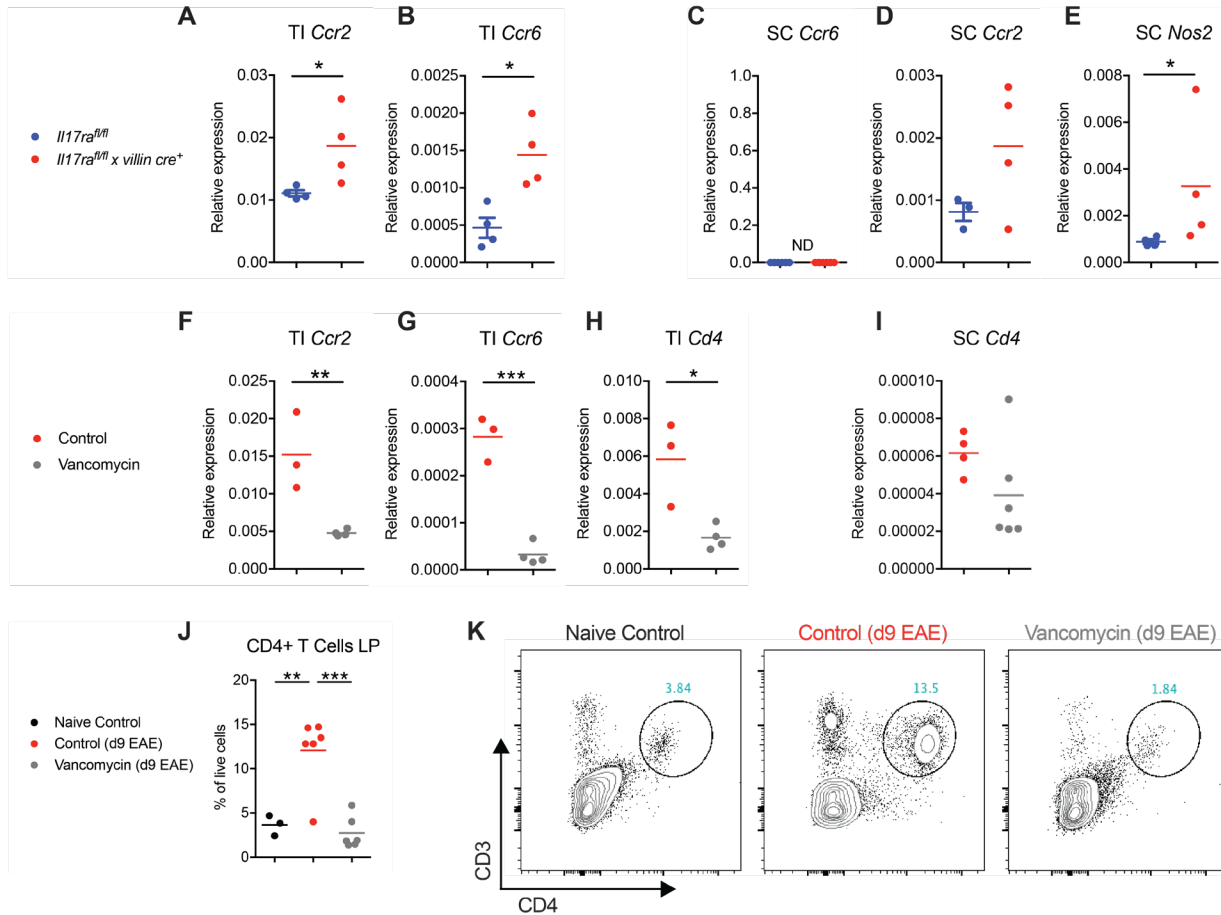 A
B
C
D
E
TI Ccr2
TI Ccr6
SC Ccr6
SC Ccr2
SC Nos2
Il17ra^fl/fl
Il17ra^fl/fl x villin cre^+
Relative expression
0.03
0.02
0.01
0.00
*
Relative expression
0.0025
0.0020
0.0015
0.0010
0.0005
0.0000
*
Relative expression
1.0
0.8
0.6
0.4
0.2
0.0
ND
Relative expression
0.003
0.002
0.001
0.000
Relative expression
0.008
0.006
0.004
0.002
0.000
*
F
G
H
I
TI Ccr2
TI Ccr6
TI Cd4
SC Cd4
Control
Vancomycin
Relative expression
0.025
0.020
0.015
0.010
0.005
0.000
**
Relative expression
0.0004
0.0003
0.0002
0.0001
0.0000
***
Relative expression
0.010
0.008
0.006
0.004
0.002
0.000
*
Relative expression
0.00010
0.00008
0.00006
0.00004
0.00002
0.00000
J
CD4+ T Cells LP
Naive Control
Control (d9 EAE)
Vancomycin (d9 EAE)
% of live cells
20
15
10
5
0
**
***
K
Naive Control
Control (d9 EAE)
Vancomycin (d9 EAE)
3.84
13.5
1.84
CD3
CD4